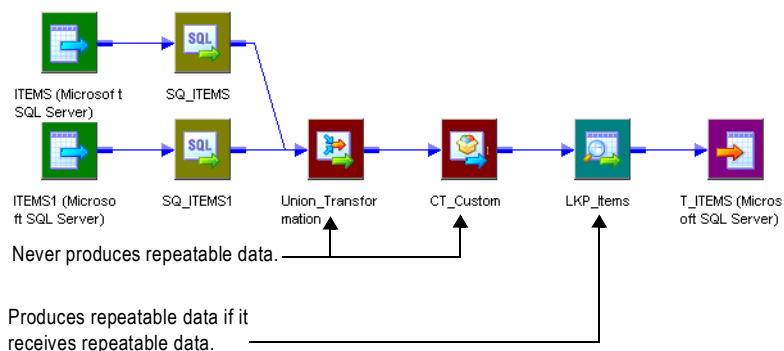 SQL
ITEMS (Microsof t
SQL Server)
SQ_ITEMS
SQL
ITEMS1 (Microso
ft SQL Server)
SQ_ITEMS1
Union_Transfor
mation
CT_Custom
LKP_Items
T_ITEMS (Micros
oft SQL Server)
Never produces repeatable data.
Produces repeatable data if it
receives repeatable data.